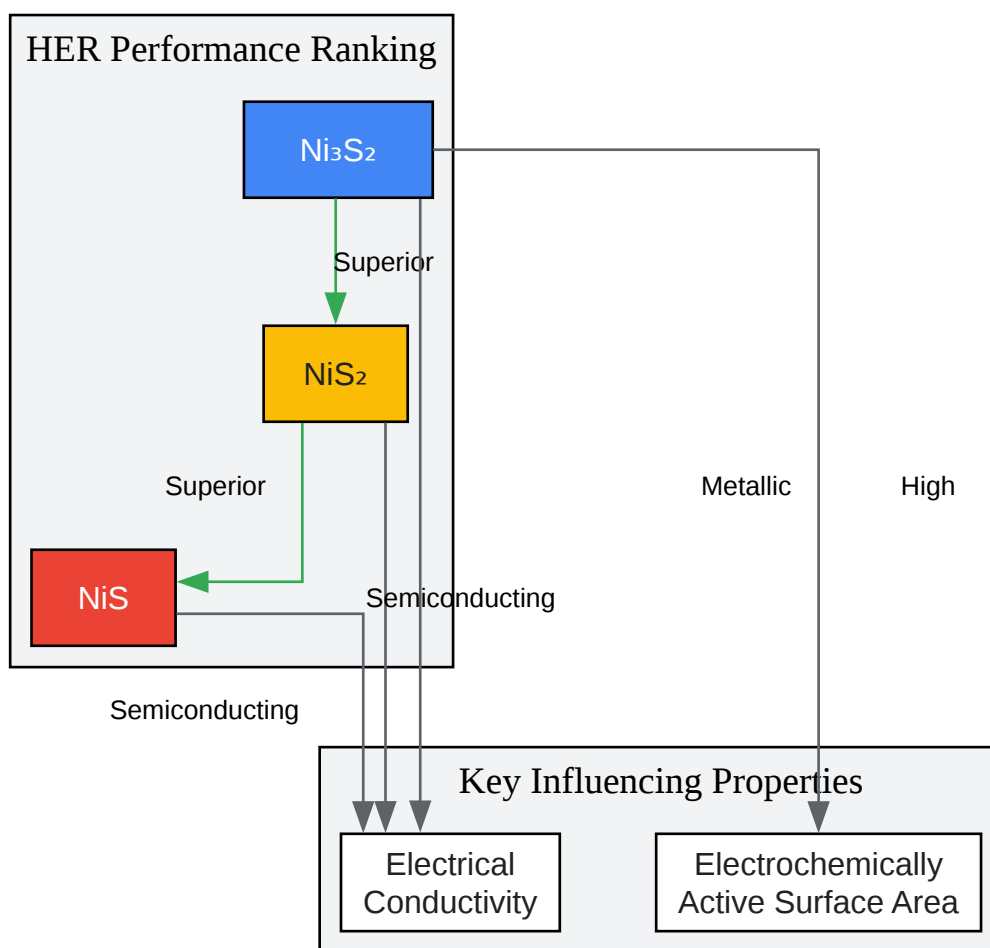 HER Performance Ranking
Ni₃S₂
Superior
NiS₂
Superior
Metallic
High
NiS
Semiconducting
Semiconducting
Key Influencing Properties
Electrical
Conductivity
Electrochemically
Active Surface Area